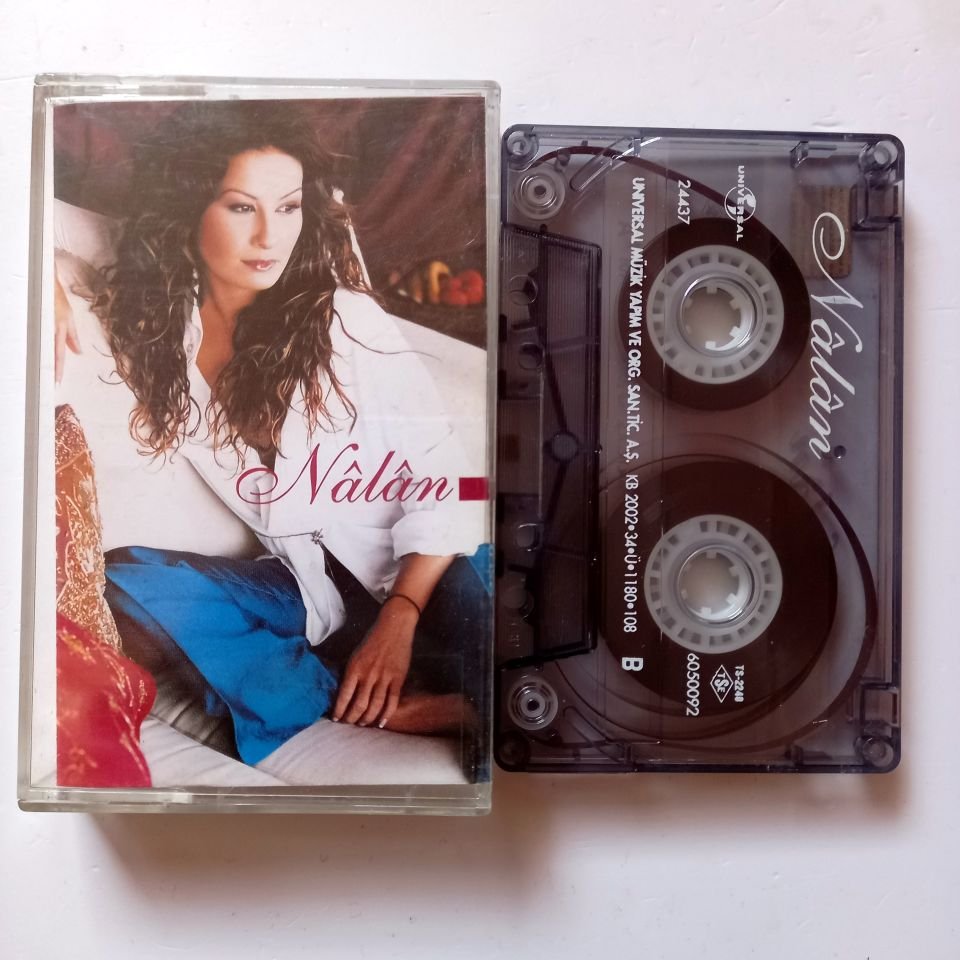 Nâlân
UNIVERSAL
Nâlân
24437
UNIVERSAL MÜZİK YAPIM VE ORG. SAN.TİC. A.Ş. KB 2002•34•Ü•1180•108
B
TS-2248
TSE
6050092